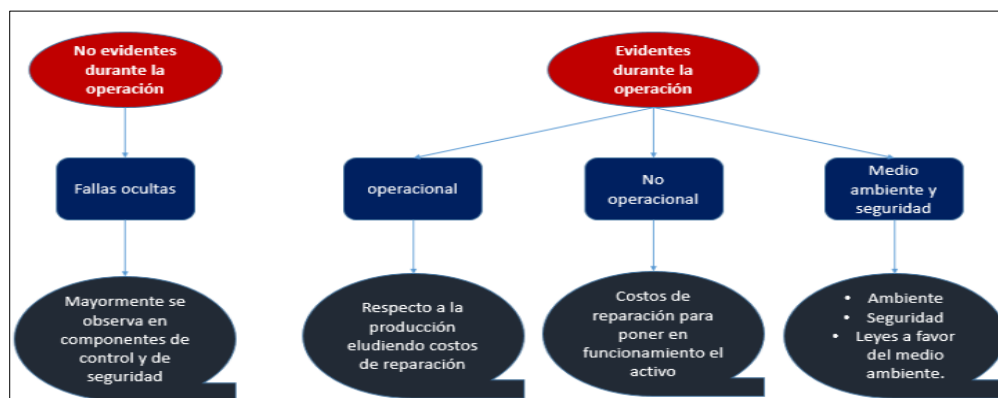 No evidentes
durante la
operación
Evidentes
durante la
operación
Fallas ocultas
operacional
No
operacional
Medio
ambiente y
seguridad
Mayormente se
observa en
componentes de
control y de
seguridad
Respecto a la
producción
eludiendo costos
de reparación
Costos de
reparación para
poner en
funcionamiento el
activo
• Ambiente
• Seguridad
• Leyes a favor
del medio
ambiente.